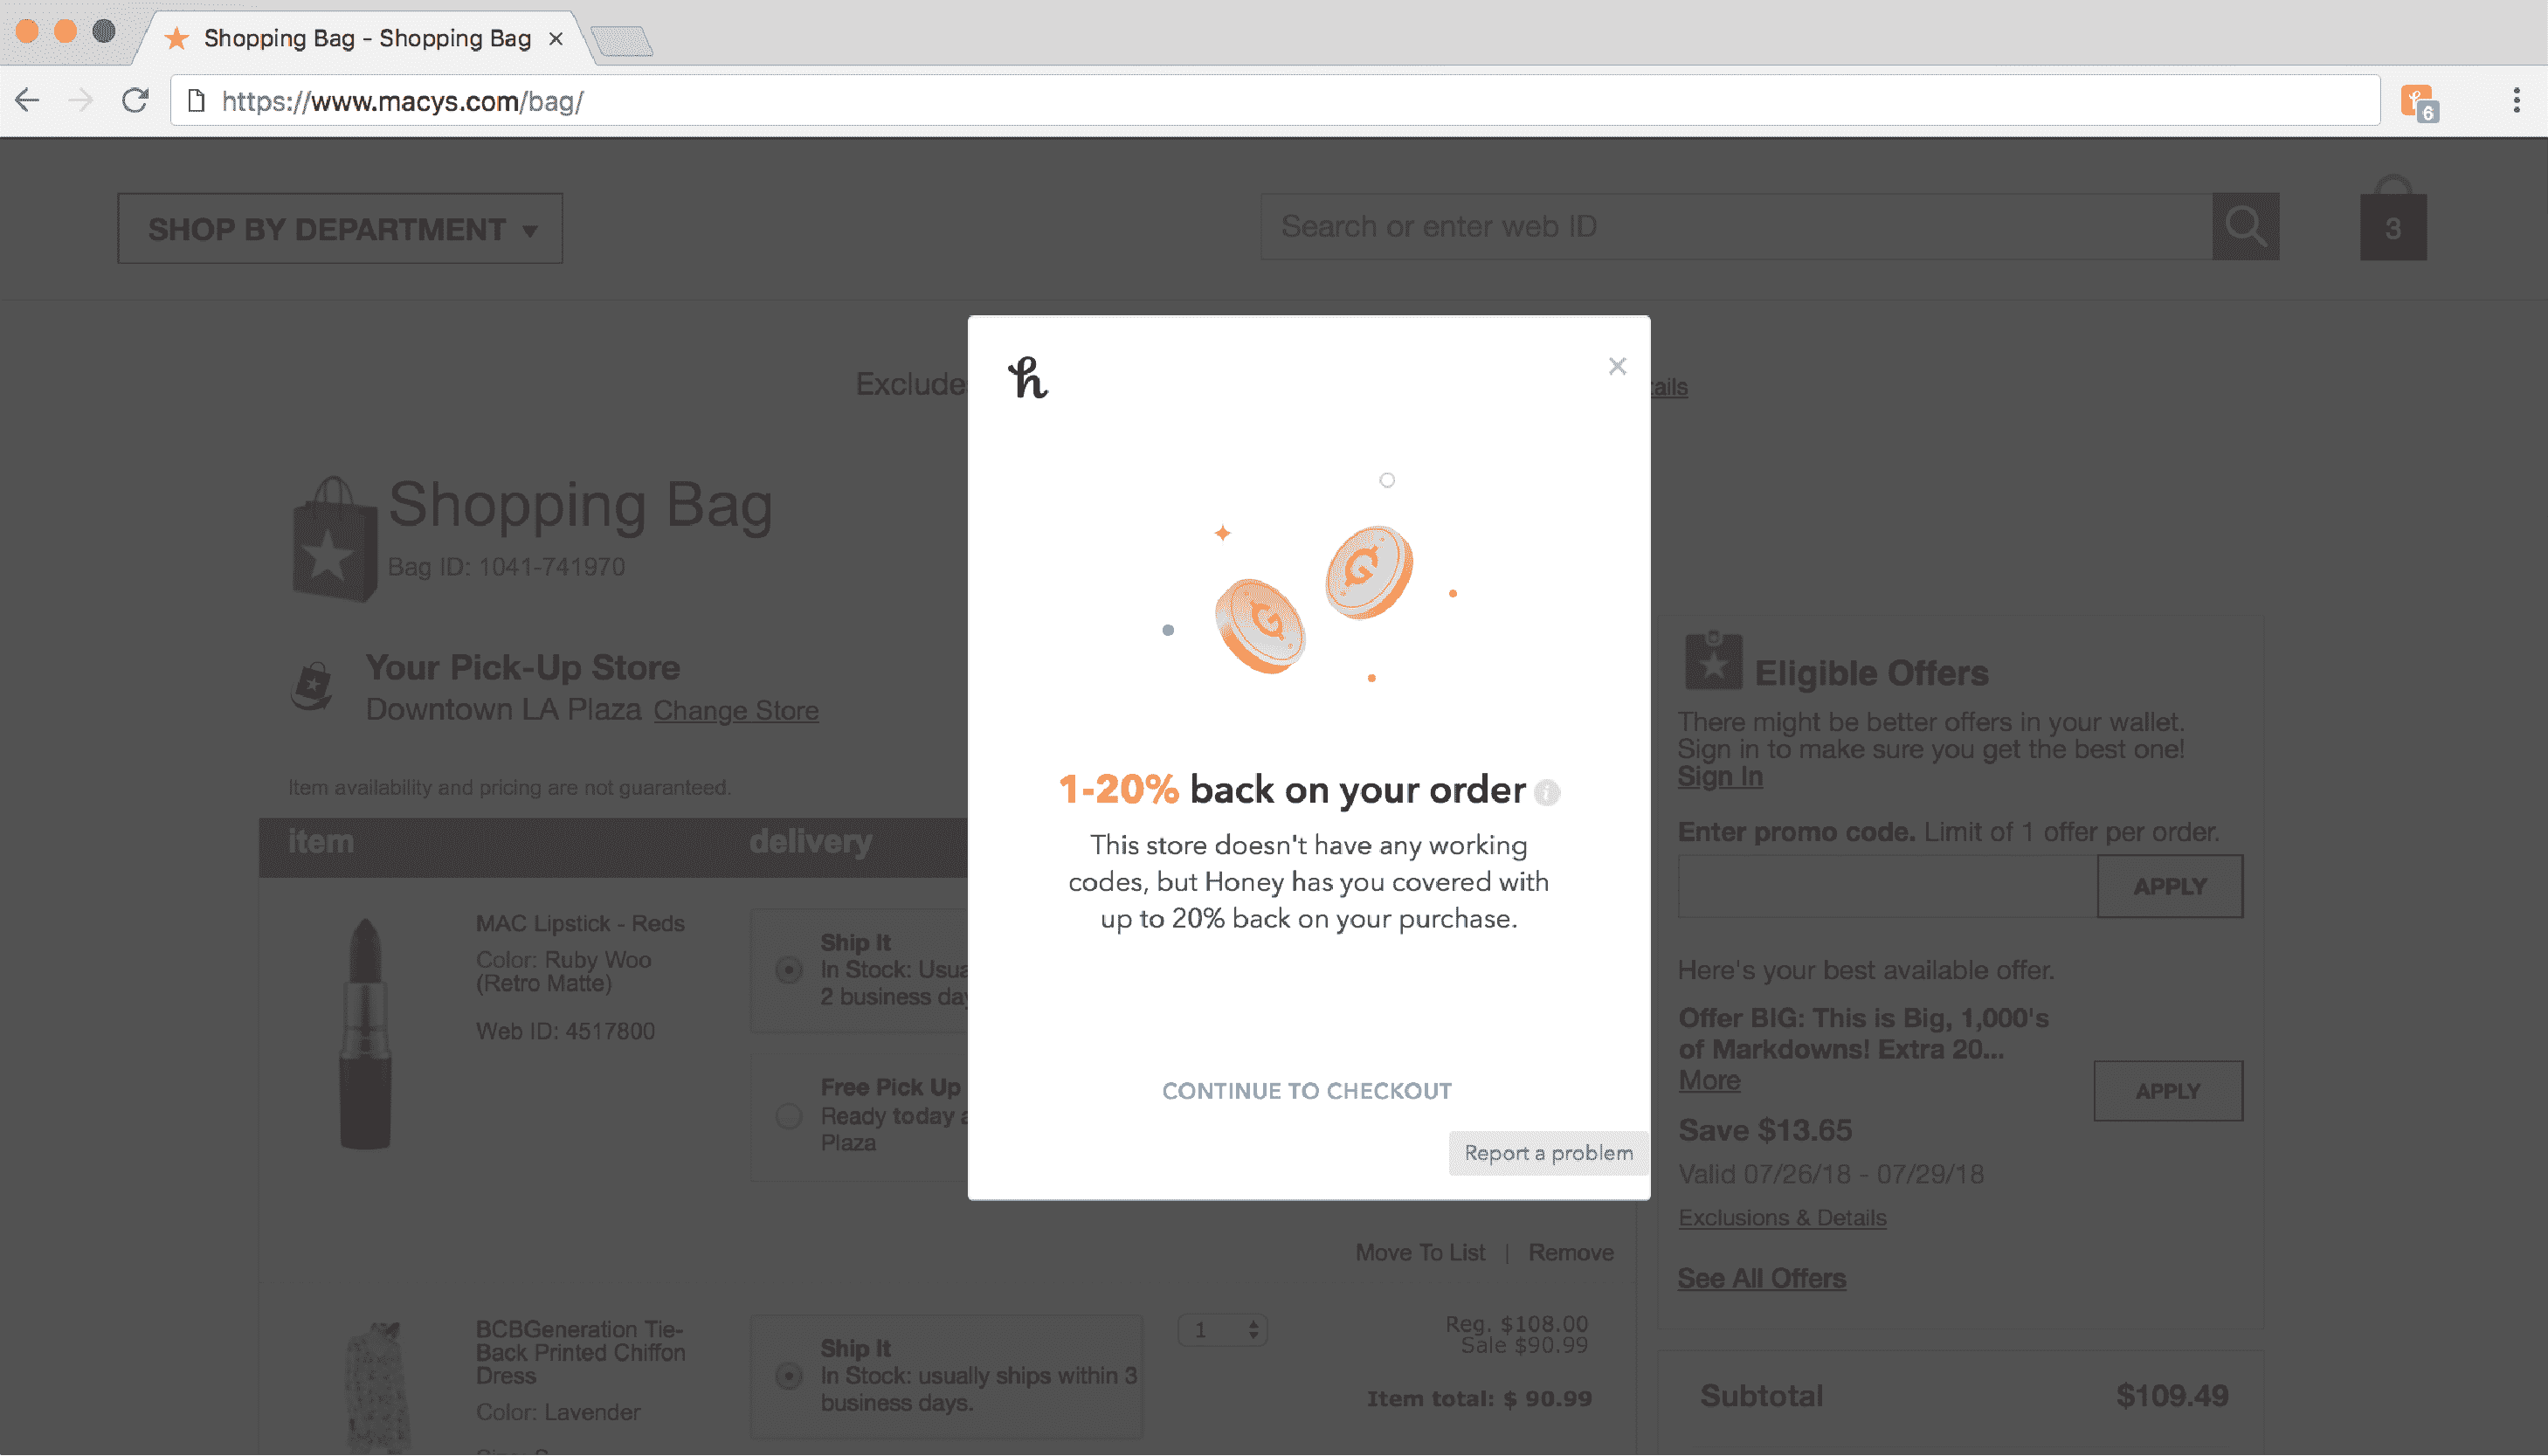 Shopping Bag - Shopping Bag
https://www.macys.com/bag/
6
SHOP BY DEPARTMENT
Search or enter web ID
3
Shopping Bag
Bag ID: 1041-741970
Your Pick-Up Store
Downtown LA Plaza Change Store
Item availability and pricing are not guaranteed.
item delivery
MAC Lipstick - Reds
Color: Ruby Woo
(Retro Matte)
Web ID: 4517800
Ship It
In Stock:
2 business
Free Pick Up
Ready today
Plaza
Move To List | Remove
BCBGeneration Tie-
Back Printed Chiffon
Dress
Color: Lavender
Ship It
In Stock: usually ships within 3
business days.
1
Reg. $108.00
Sale $90.99
Item total: $ 90.99
h
1-20% back on your order
This store doesn't have any working
codes, but Honey has you covered with
up to 20% back on your purchase.
CONTINUE TO CHECKOUT
Report a problem
Eligible Offers
There might be better offers in your wallet.
Sign in to make sure you get the best one!
Sign In
Enter promo code. Limit of 1 offer per order.
APPLY
Here's your best available offer.
Offer BIG: This is Big, 1,000's
of Markdowns! Extra 20...
More
APPLY
Save $13.65
Valid 07/26/18 - 07/29/18
Exclusions & Details
See All Offers
Subtotal $109.49